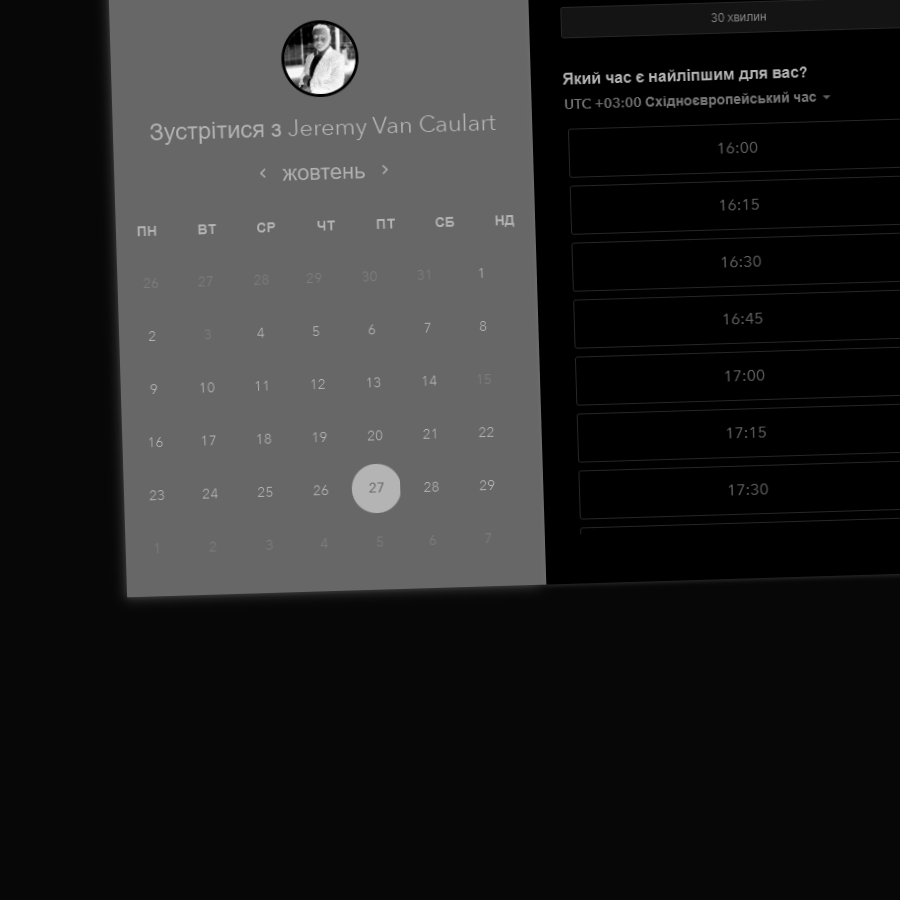 Зустрітися з Jeremy Van Caulart
жовтень
ПН ВТ СР ЧТ ПТ СБ НД
26 27 28 29 30 31 1
2 3 4 5 6 7 8
9 10 11 12 13 14 15
16 17 18 19 20 21 22
23 24 25 26 27 28 29
1 2 3 4 5 6 7
30 хвилин
Який час є найліпшим для вас?
UTC +03:00 Східноєвропейський час
16:00
16:15
16:30
16:45
17:00
17:15
17:30